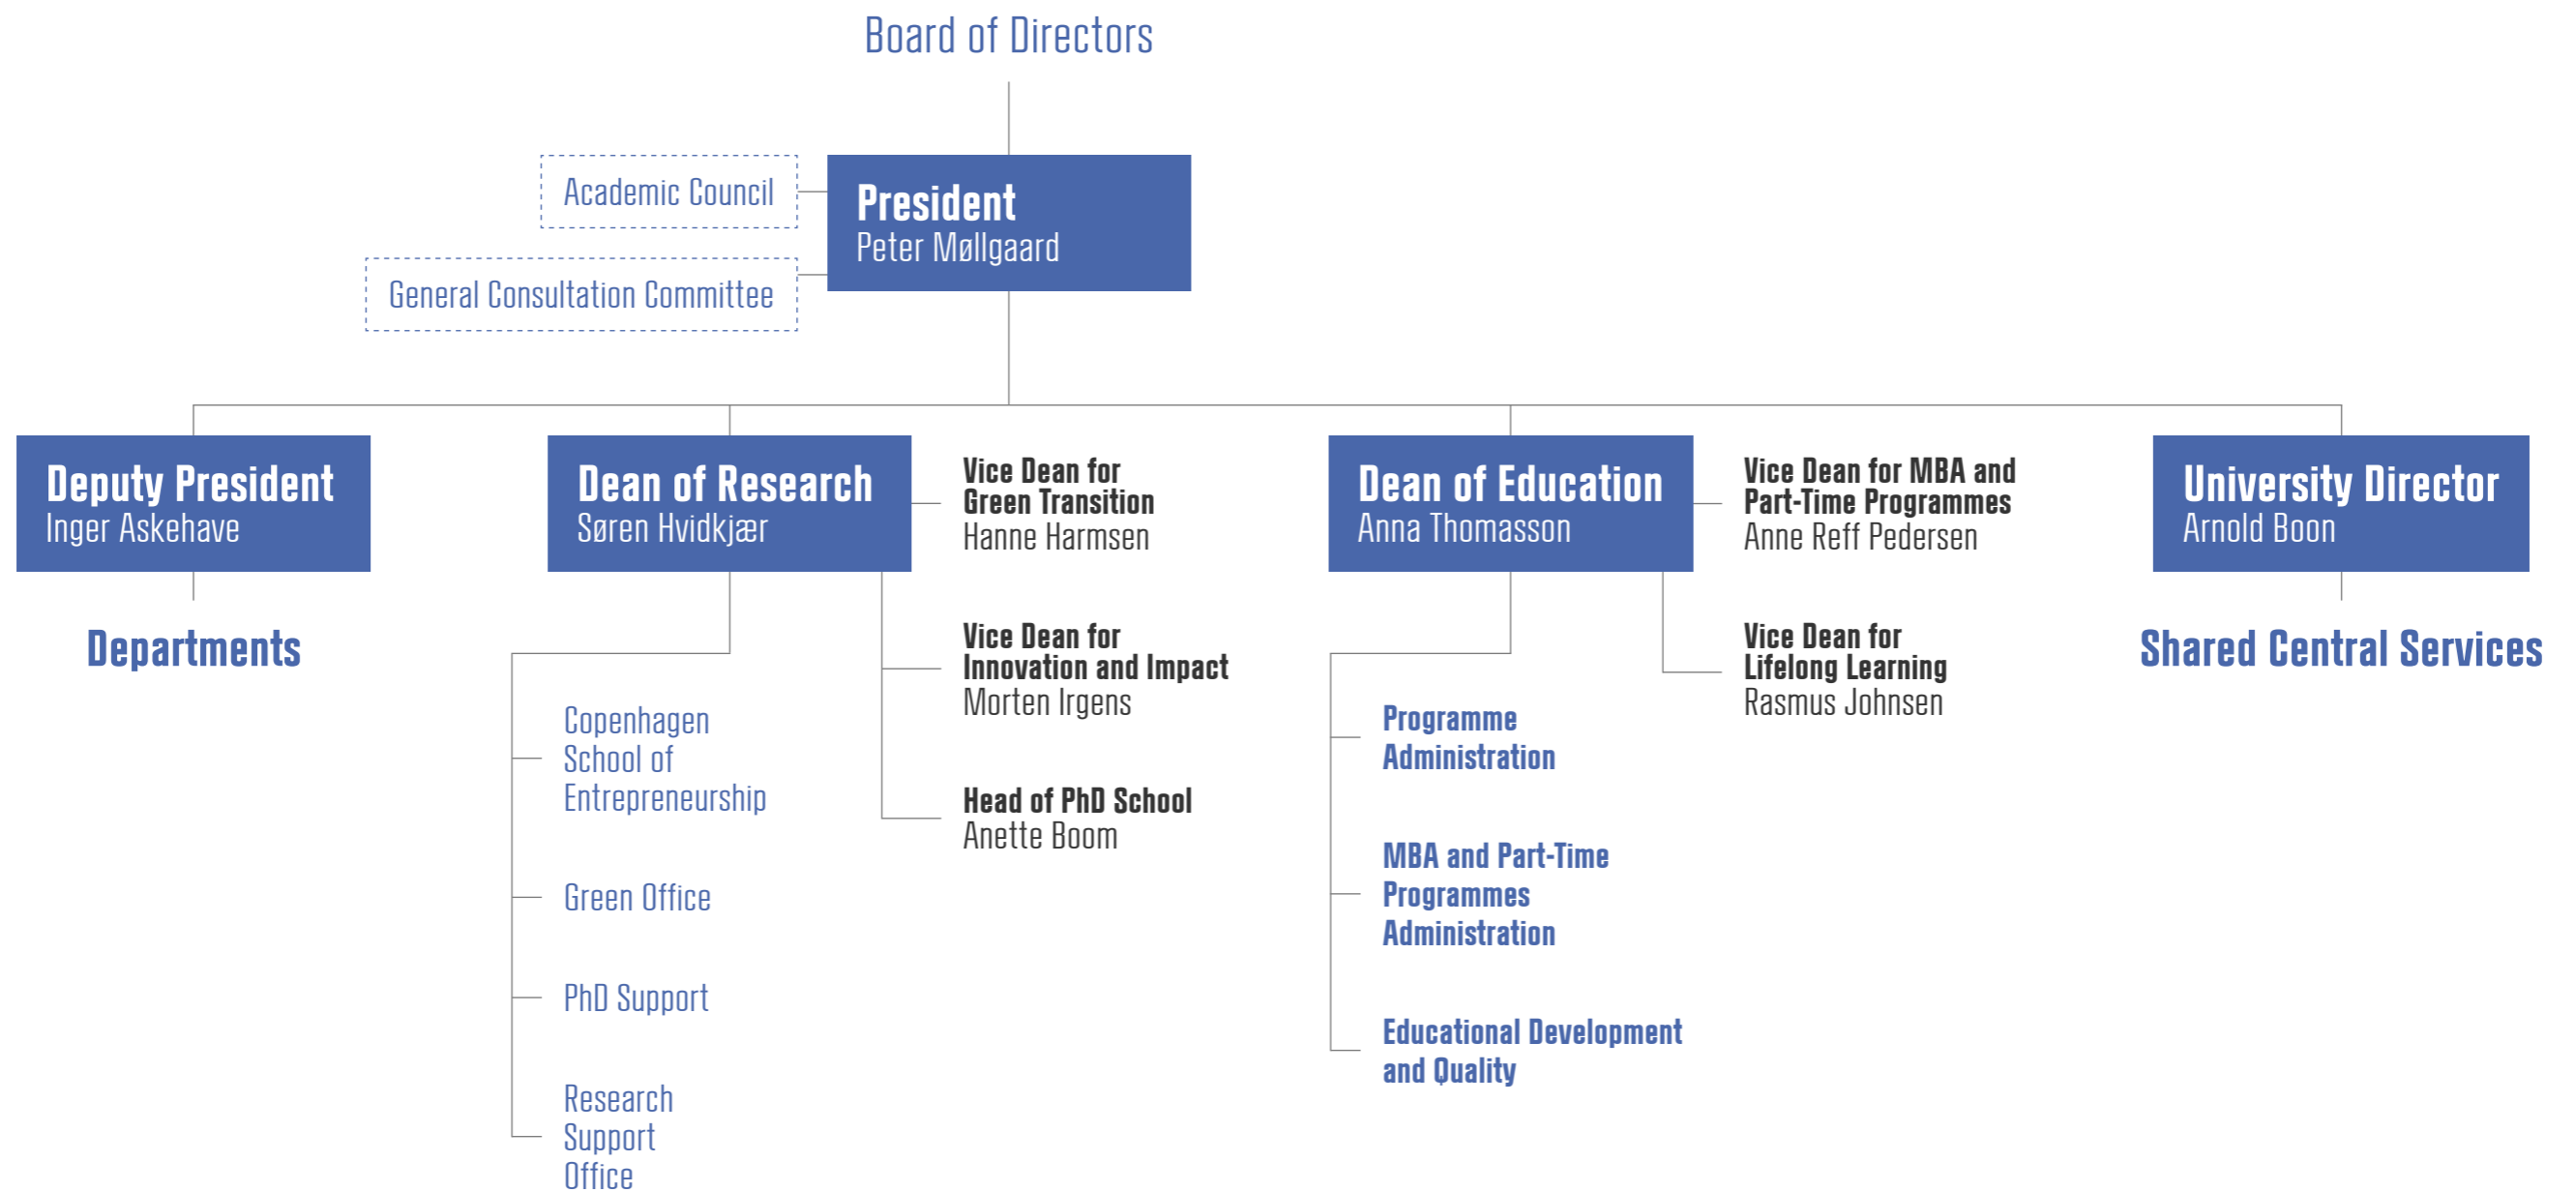 Board of Directors
Academic Council
President
Peter Møllgaard
General Consultation Committee
Deputy President
Inger Askehave
Departments
Dean of Research
Søren Hvidkjær
Vice Dean for
Green Transition
Hanne Harmsen
Vice Dean for
Innovation and Impact
Morten Irgens
Head of PhD School
Anette Boom
Copenhagen
School of
Entrepreneurship
Green Office
PhD Support
Research
Support
Office
Dean of Education
Anna Thomasson
Vice Dean for MBA and
Part-Time Programmes
Anne Reff Pedersen
Vice Dean for
Lifelong Learning
Rasmus Johnsen
Programme
Administration
MBA and Part-Time
Programmes
Administration
Educational Development
and Quality
University Director
Arnold Boon
Shared Central Services